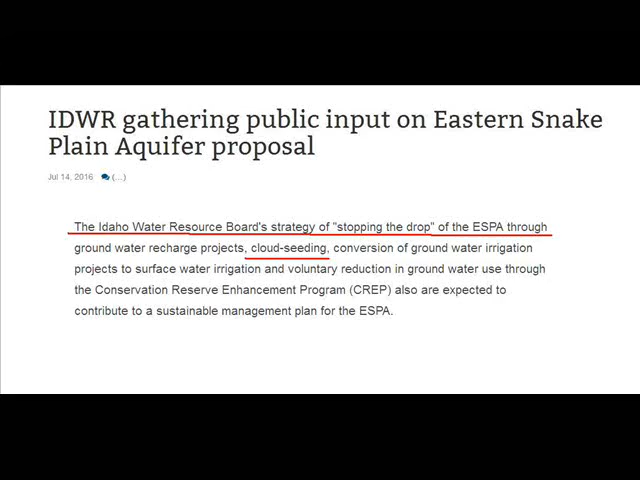 IDWR gathering public input on Eastern Snake
Plain Aquifer proposal
Jul 14, 2016 (...)
The Idaho Water Resource Board's strategy of "stopping the drop" of the ESPA through
ground water recharge projects, cloud-seeding, conversion of ground water irrigation
projects to surface water irrigation and voluntary reduction in ground water use through
the Conservation Reserve Enhancement Program (CREP) also are expected to
contribute to a sustainable management plan for the ESPA.